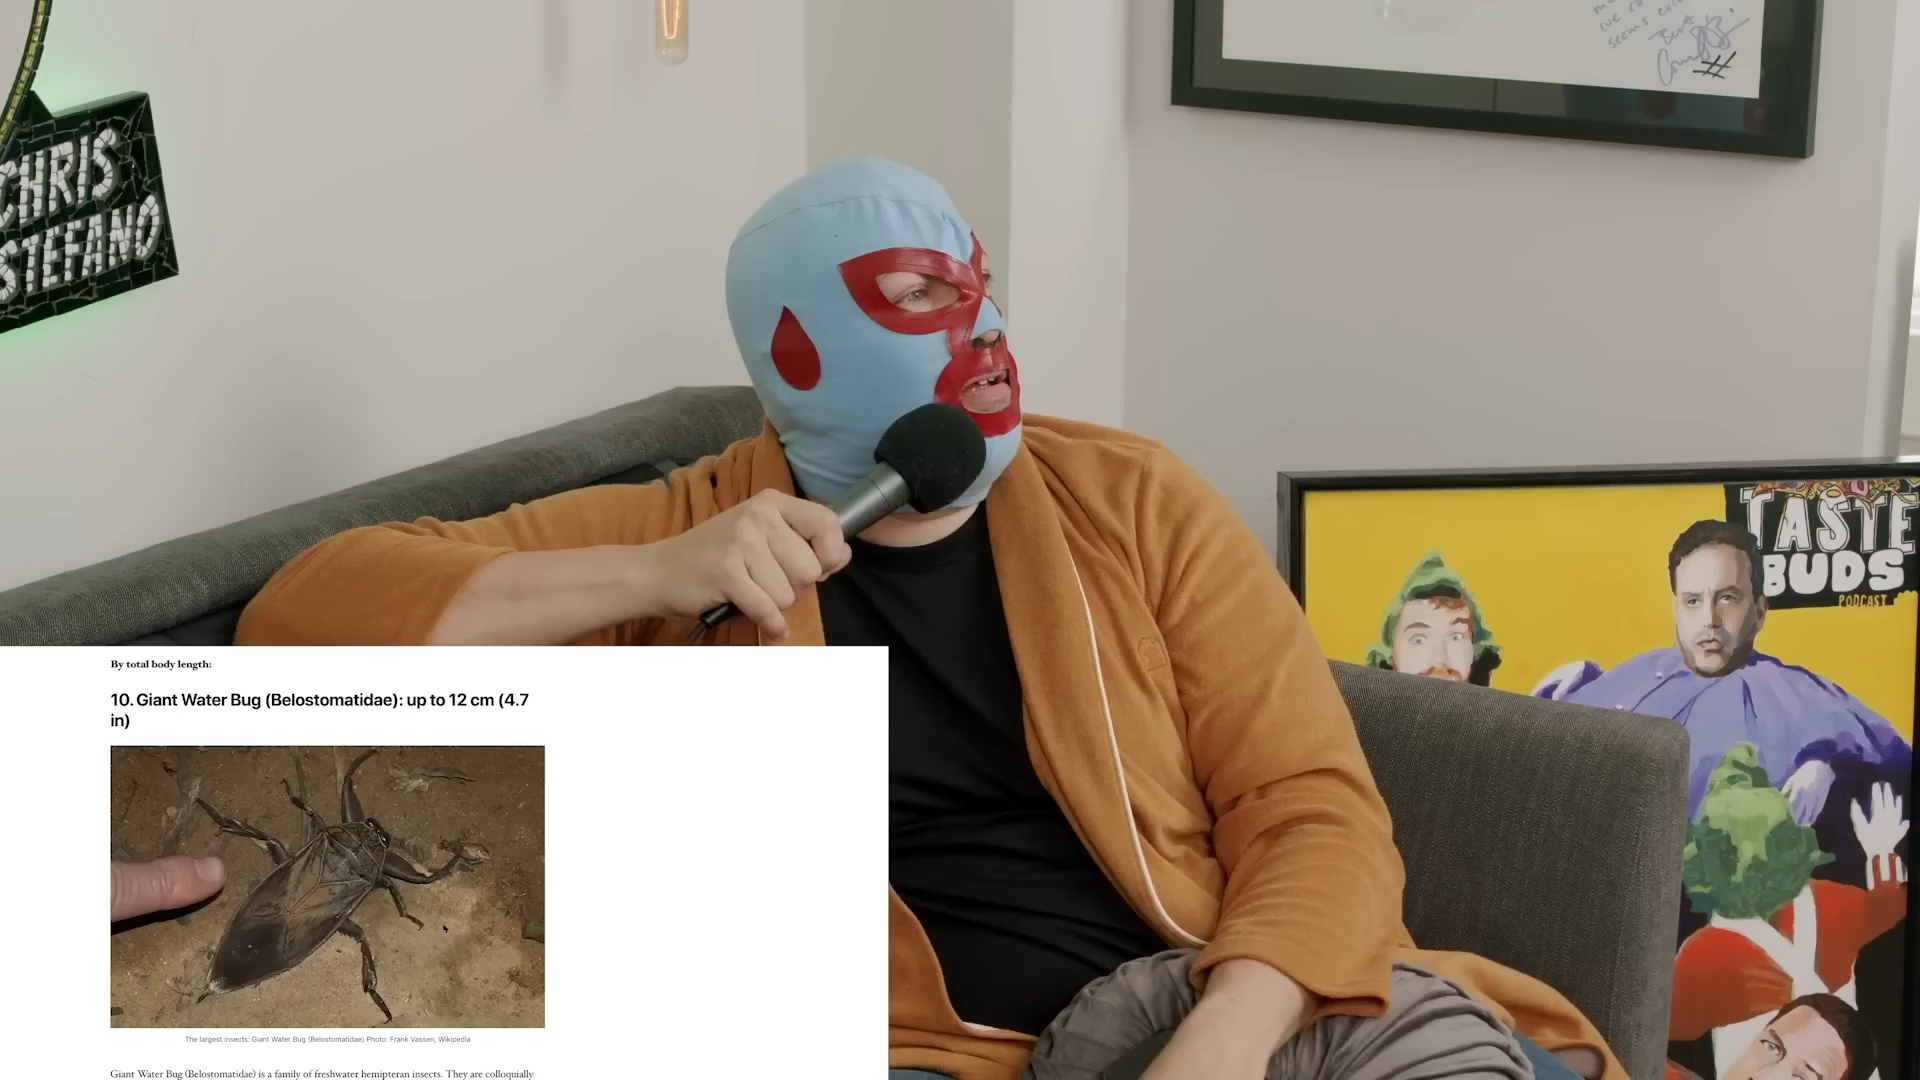 seems
CHRIS
STEFANO
TASTE
BUDS
PODCAST
By total body length:
10. Giant Water Bug (Belostomatidae): up to 12 cm (4.7
in)
The largest insects: Giant Water Bug (Belostomatidae) Photo: Frank Vassen, Wikipedia
Giant Water Bug (Belostomatidae) is a family of freshwater hemipteran insects. They are colloquially